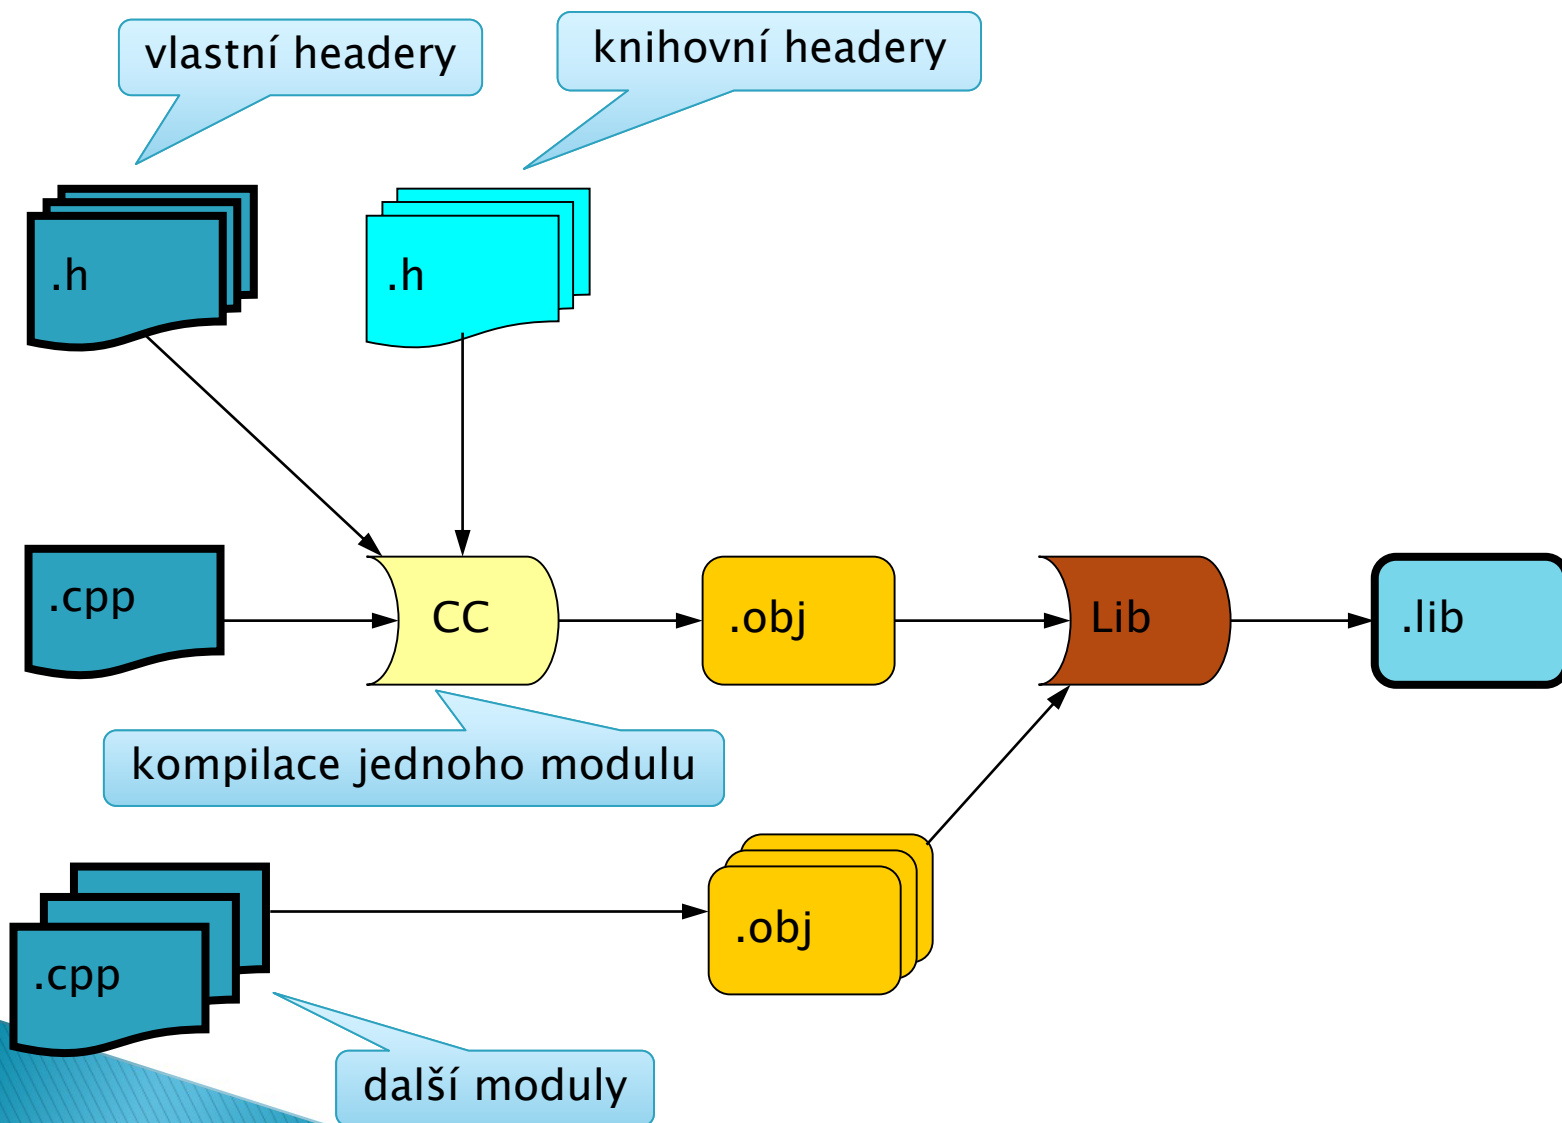 vlastní headery
knihovní headery
.h
.h
.cpp
CC
.obj
Lib
.lib
kompilace jednoho modulu
.cpp
.obj
další moduly